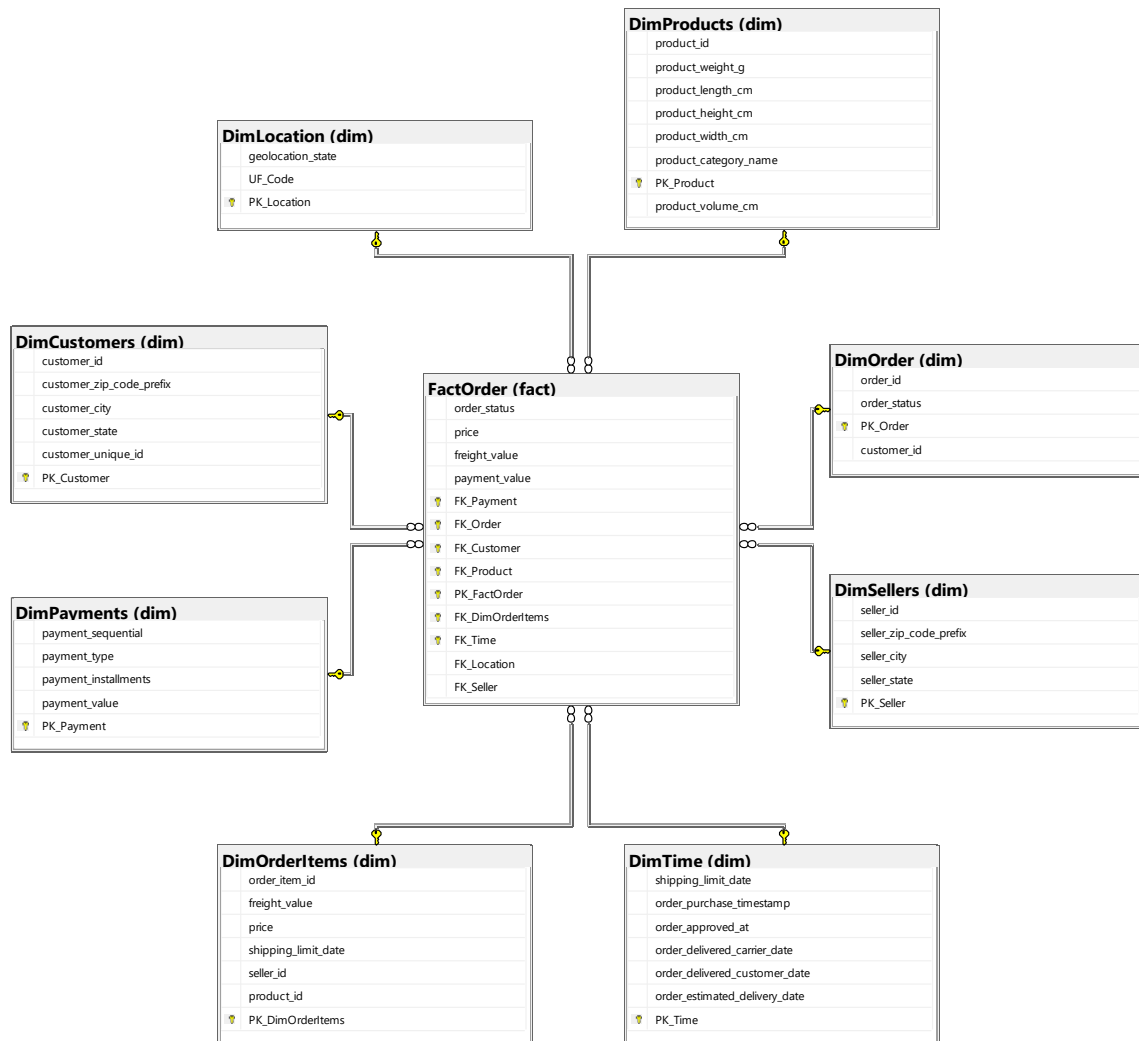 DimProducts (dim)
product_id
product_weight_g
product_length_cm
product_height_cm
product_width_cm
product_category_name
PK_Product
product_volume_cm
DimLocation (dim)
geolocation_state
UF_Code
PK_Location
DimCustomers (dim)
customer_id
customer_zip_code_prefix
customer_city
customer_state
customer_unique_id
PK_Customer
FactOrder (fact)
order_status
price
freight_value
payment_value
FK_Payment
FK_Order
FK_Customer
FK_Product
PK_FactOrder
FK_DimOrderItems
FK_Time
FK_Location
FK_Seller
DimOrder (dim)
order_id
order_status
PK_Order
customer_id
DimPayments (dim)
payment_sequential
payment_type
payment_installments
payment_value
PK_Payment
DimSellers (dim)
seller_id
seller_zip_code_prefix
seller_city
seller_state
PK_Seller
DimOrderItems (dim)
order_item_id
freight_value
price
shipping_limit_date
seller_id
product_id
PK_DimOrderItems
DimTime (dim)
shipping_limit_date
order_purchase_timestamp
order_approved_at
order_delivered_carrier_date
order_delivered_customer_date
order_estimated_delivery_date
PK_Time